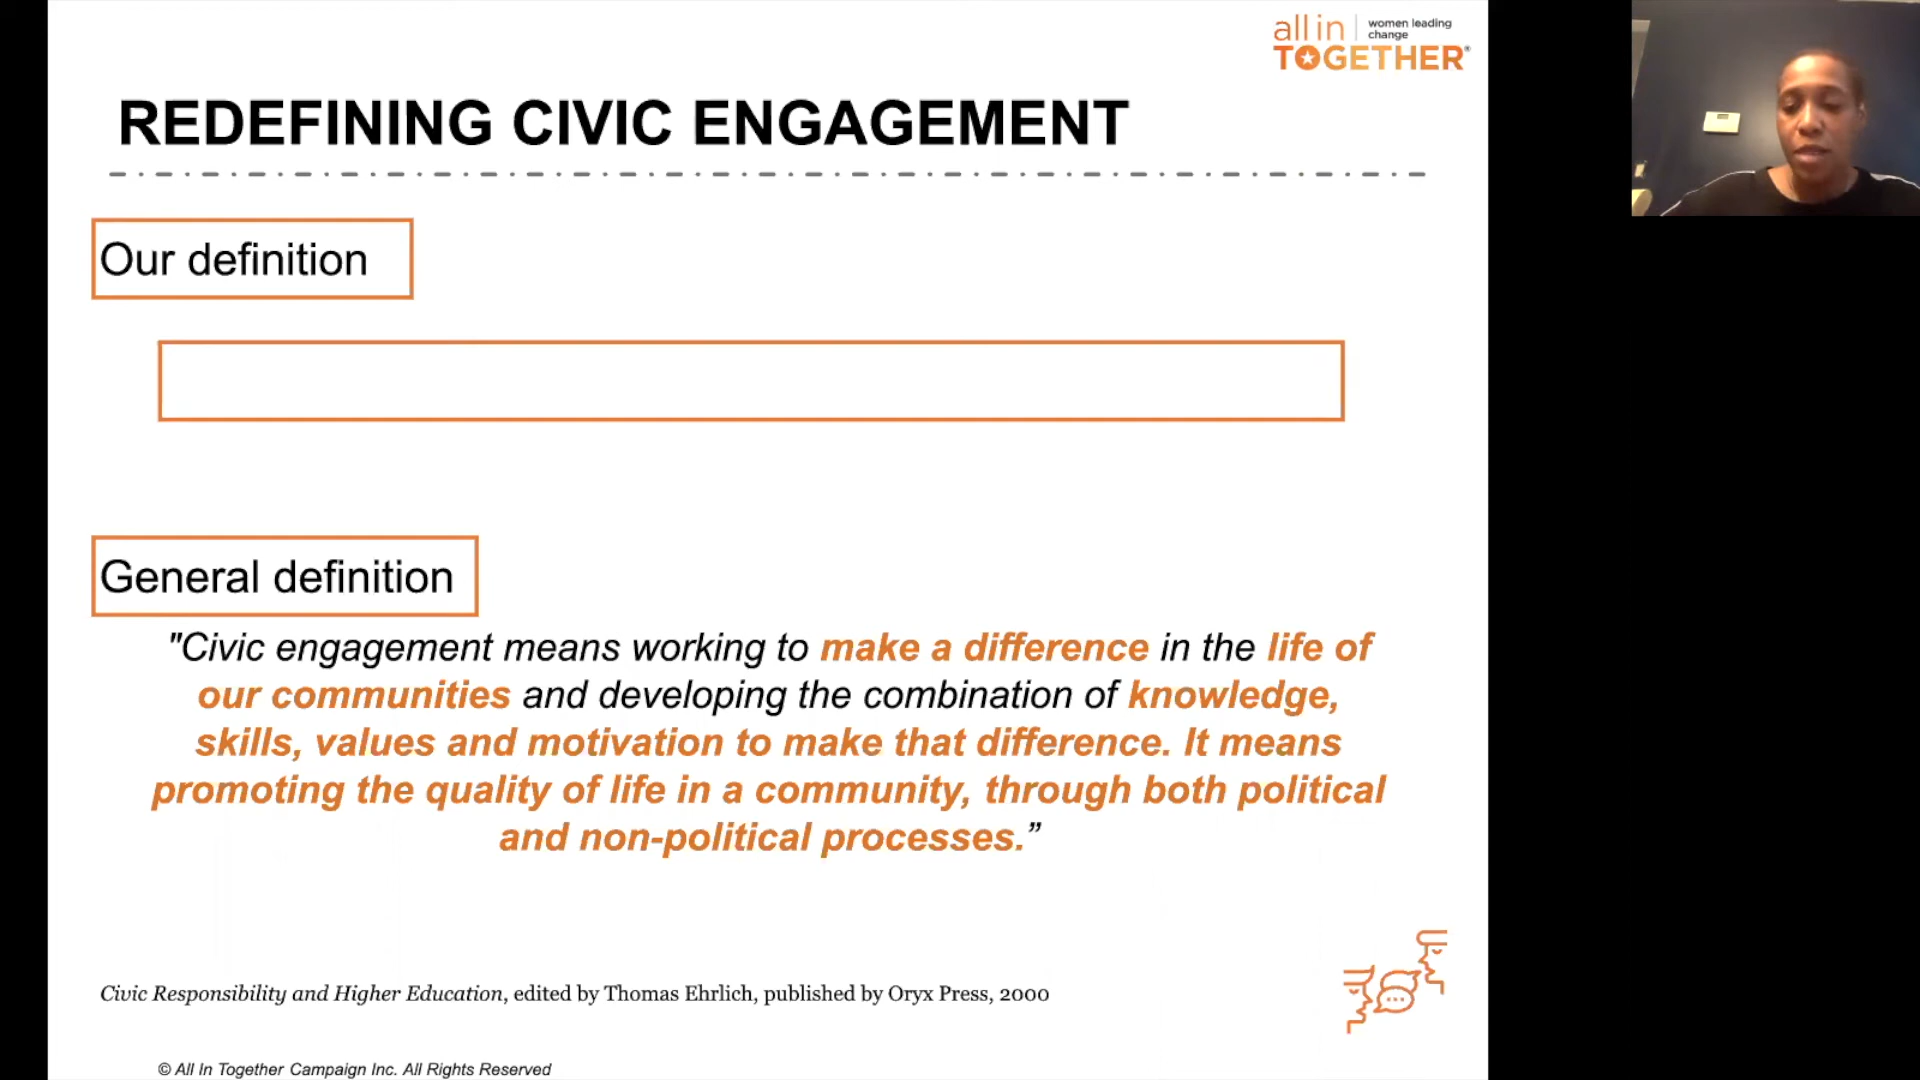 all in women leading
change
TOGETHER®
REDEFINING CIVIC ENGAGEMENT
Our definition
General definition
"Civic engagement means working to make a difference in the life of
our communities and developing the combination of knowledge,
skills, values and motivation to make that difference. It means
promoting the quality of life in a community, through both political
and non-political processes.”
Civic Responsibility and Higher Education, edited by Thomas Ehrlich, published by Oryx Press, 2000
© All In Together Campaign Inc. All Rights Reserved